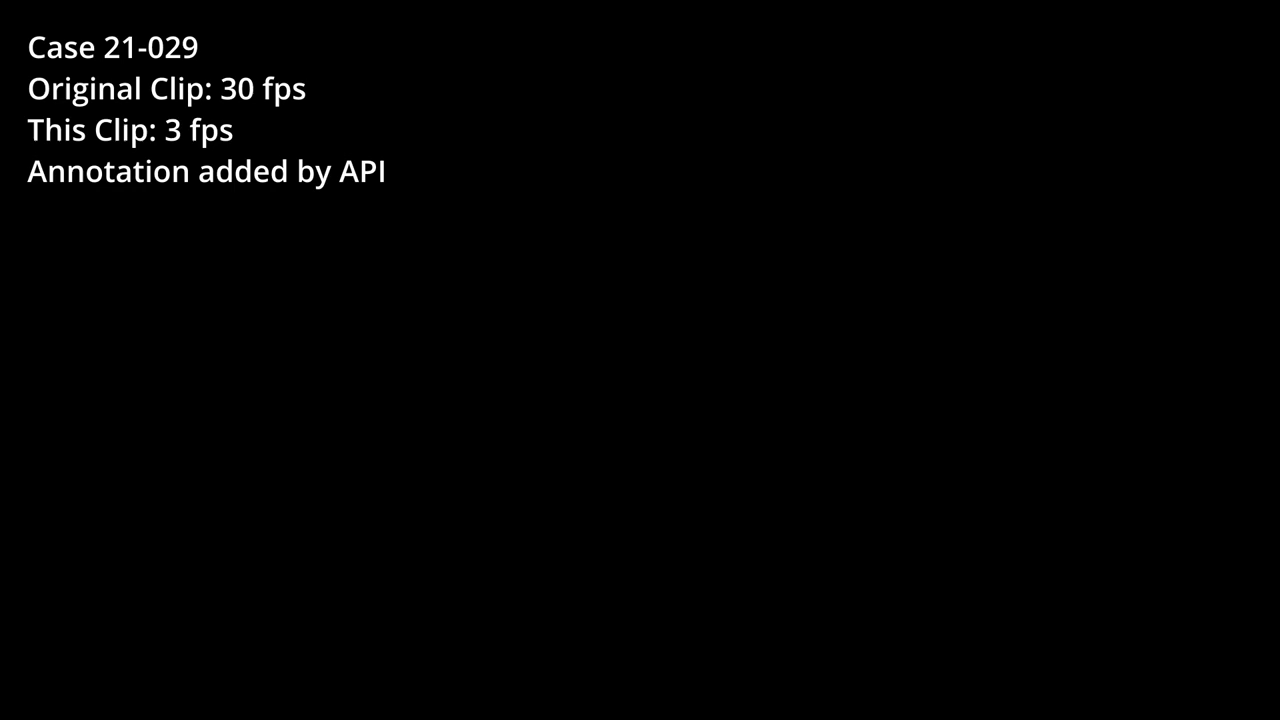 Case 21-029
Original Clip: 30 fps
This Clip: 3 fps
Annotation added by API